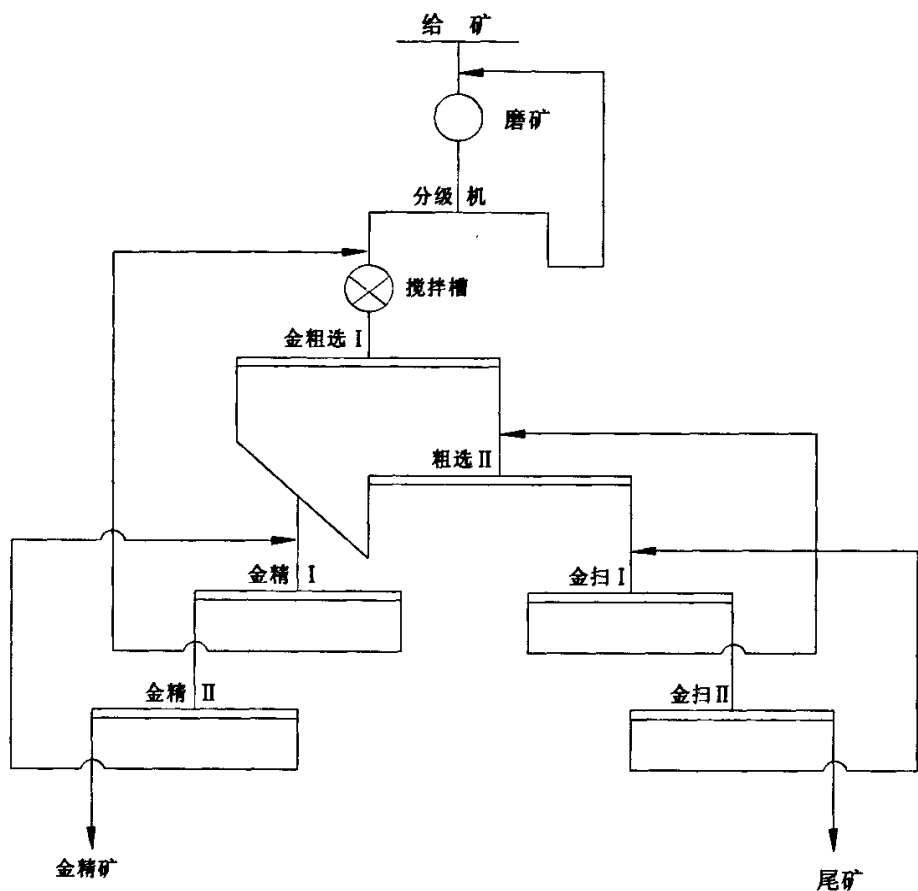 给 矿
磨矿
分级 机
搅拌槽
金粗选 I
粗选 II
金精 I
金扫 I
金精 II
金扫 II
金精矿
尾矿